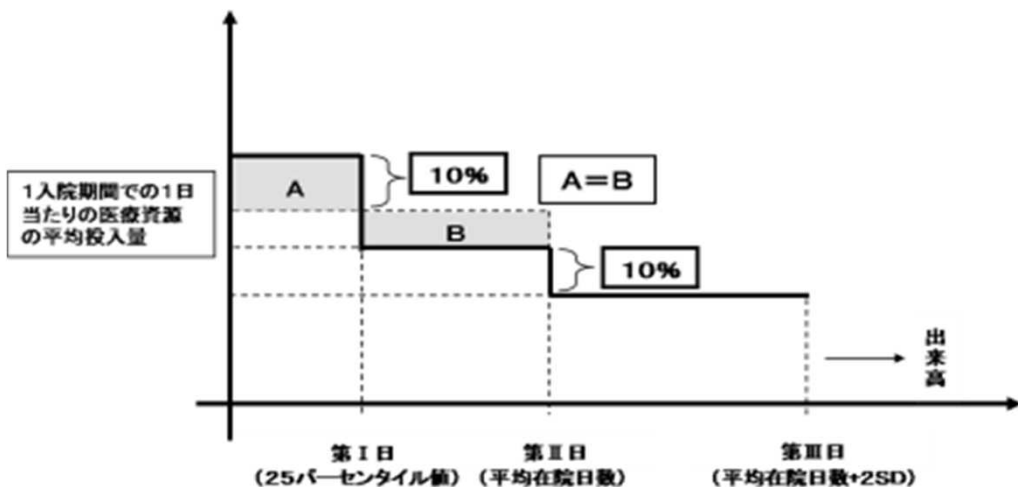 1入院期間での1日
当たりの医療資源
の平均投入量
A
10%
A=B
B
10%
出来高
第Ⅰ日
(25パーセンタイル値)
第Ⅱ日
(平均在院日数)
第Ⅲ日
(平均在院日数+2SD)